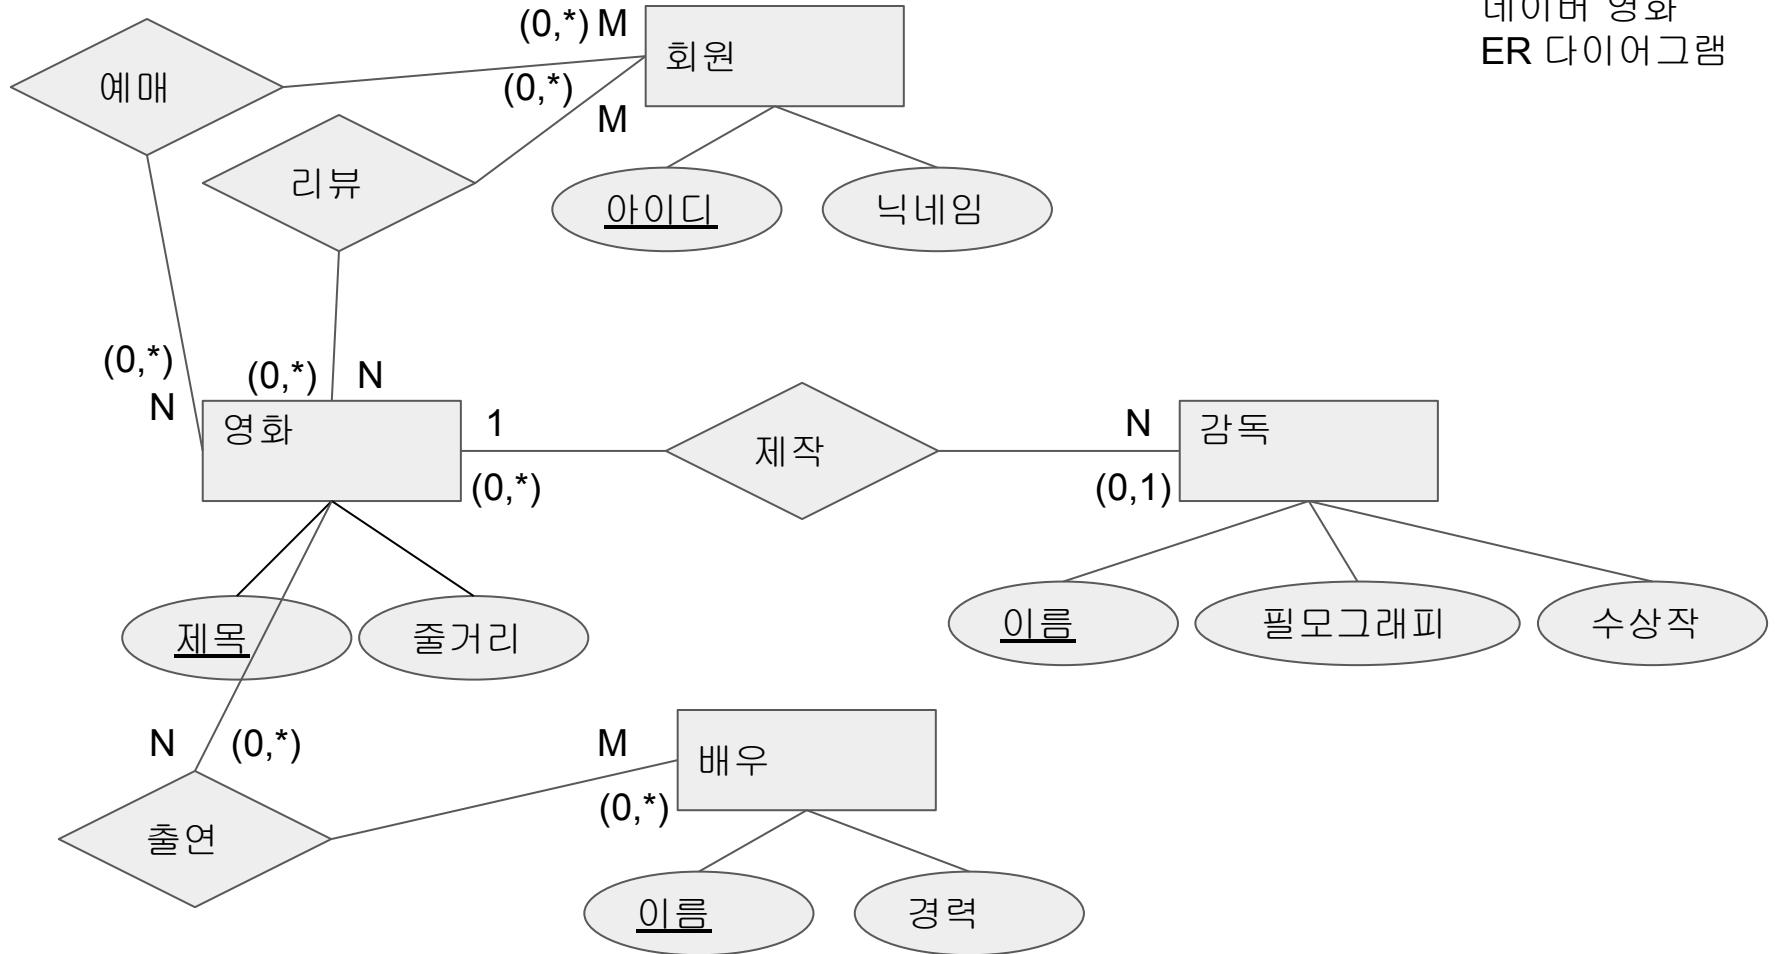 네이버 영화
ER 다이어그램
(0,*) M
회원
예매
(0,*)
M
리뷰
아이디
닉네임
(0,*)
N
(0,*)
N
영화
1
(0,*)
제작
N
(0,1)
감독
제목
줄거리
이름
필모그래피
수상작
N
(0,*)
M
(0,*)
배우
출연
이름
경력